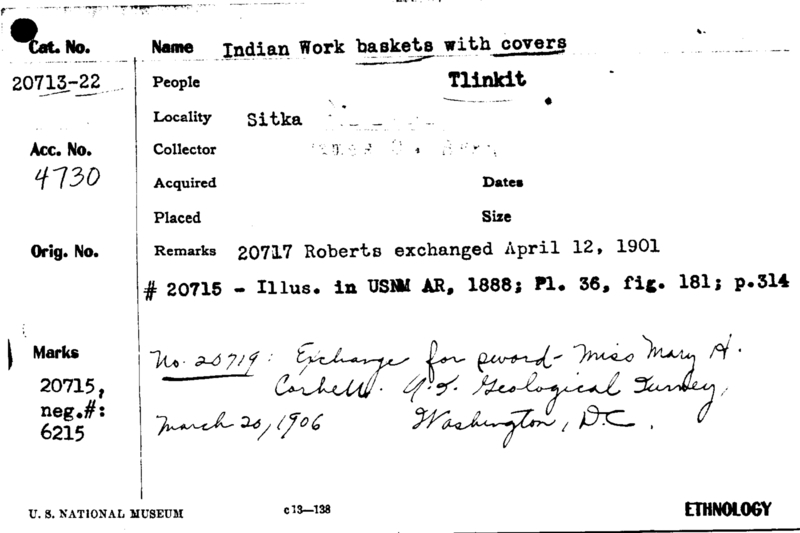 Cat. No.
20713-22
Acc. No.
4730
Orig. No.
Marks
20715,
neg.#:
6215
Name Indian Work baskets with covers
People Tlinkit
Locality Sitka
Collector
Acquired Dates
Placed Size
Remarks 20717 Roberts exchanged April 12, 1901
# 20715 - Illus. in USNM AR, 1888; Pl. 36, fig. 181; p.314
No. 20719: Exchange for sword - Miss Mary H.
U.S. Geological Survey,
March 20, 1906 Washington, D.C.
U. S. NATIONAL MUSEUM c13—138 ETHNOLOGY